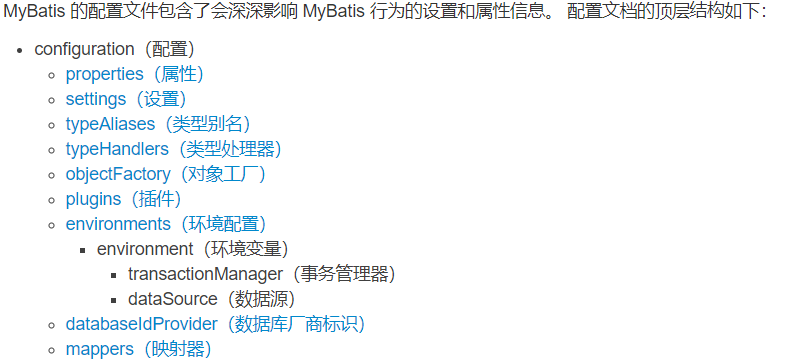 MyBatis 的配置文件包含了会深深影响 MyBatis 行为的设置和属性信息。 配置文档的顶层结构如下：
configuration（配置）
properties（属性）
settings（设置）
typeAliases（类型别名）
typeHandlers（类型处理器）
objectFactory（对象工厂）
plugins（插件）
environments（环境配置）
environment（环境变量）
transactionManager（事务管理器）
dataSource（数据源）
databaseIdProvider（数据库厂商标识）
mappers（映射器）